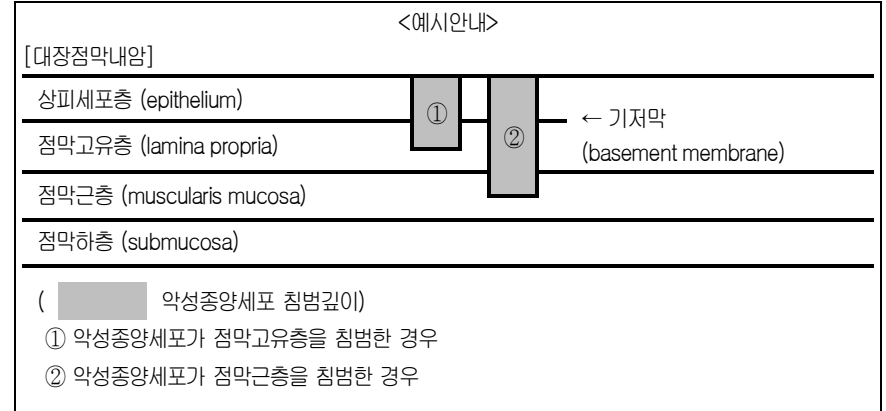 <예시안내>
[대장점막내암]
상피세포층 (epithelium)
①
② ← 기저막
점막고유층 (lamina propria)
(basement membrane)
점막근층 (muscularis mucosa)
점막하층 (submucosa)
( 악성종양세포 침범깊이)
① 악성종양세포가 점막고유층을 침범한 경우
② 악성종양세포가 점막근층을 침범한 경우